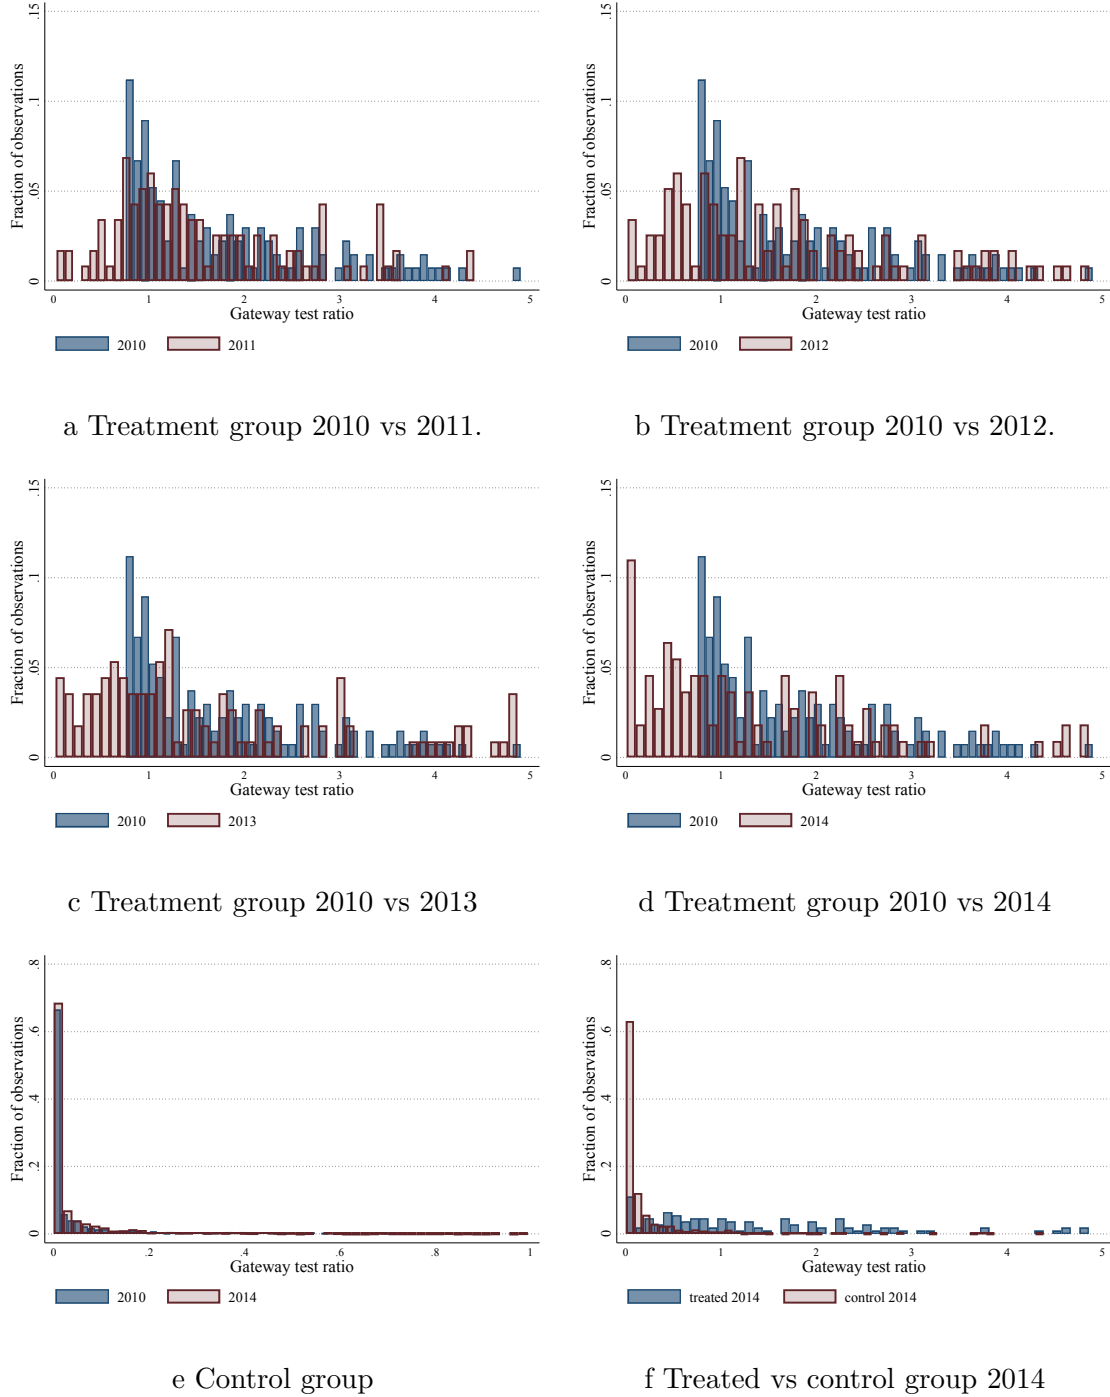 .15
.1
.05
0
Fraction of observations
0 1 2 3 4 5
Gateway test ratio
2010 2011
a Treatment group 2010 vs 2011.
.15
.1
.05
0
Fraction of observations
0 1 2 3 4 5
Gateway test ratio
2010 2012
b Treatment group 2010 vs 2012.
.15
.1
.05
0
Fraction of observations
0 1 2 3 4 5
Gateway test ratio
2010 2013
c Treatment group 2010 vs 2013
.15
.1
.05
0
Fraction of observations
0 1 2 3 4 5
Gateway test ratio
2010 2014
d Treatment group 2010 vs 2014
.8
.6
.4
.2
0
Fraction of observations
0 .2 .4 .6 .8 1
Gateway test ratio
2010 2014
e Control group
.8
.6
.4
.2
0
Fraction of observations
0 1 2 3 4 5
Gateway test ratio
treated 2014 control 2014
f Treated vs control group 2014